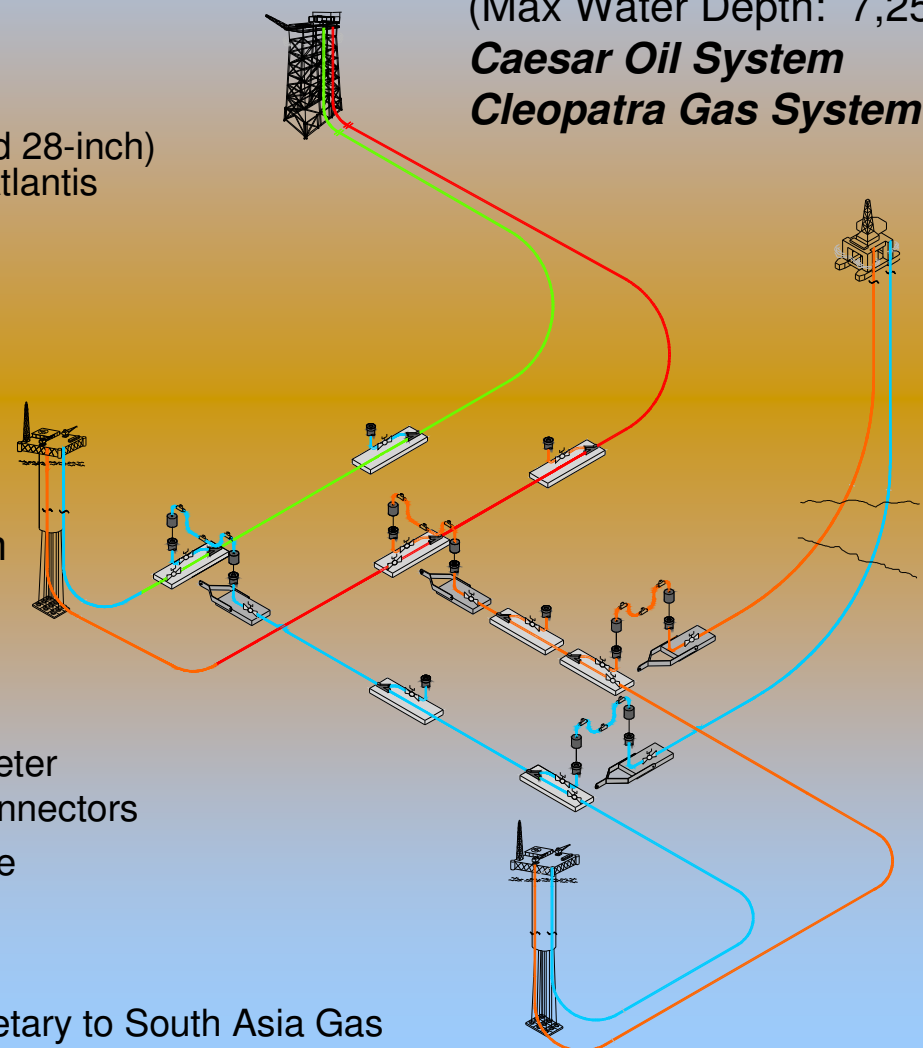 (Max Water Depth: 7,25
Caesar Oil System
Cleopatra Gas System
d 28-inch)
tlantis
n
eter
nnectors
e
etary to South Asia Gas